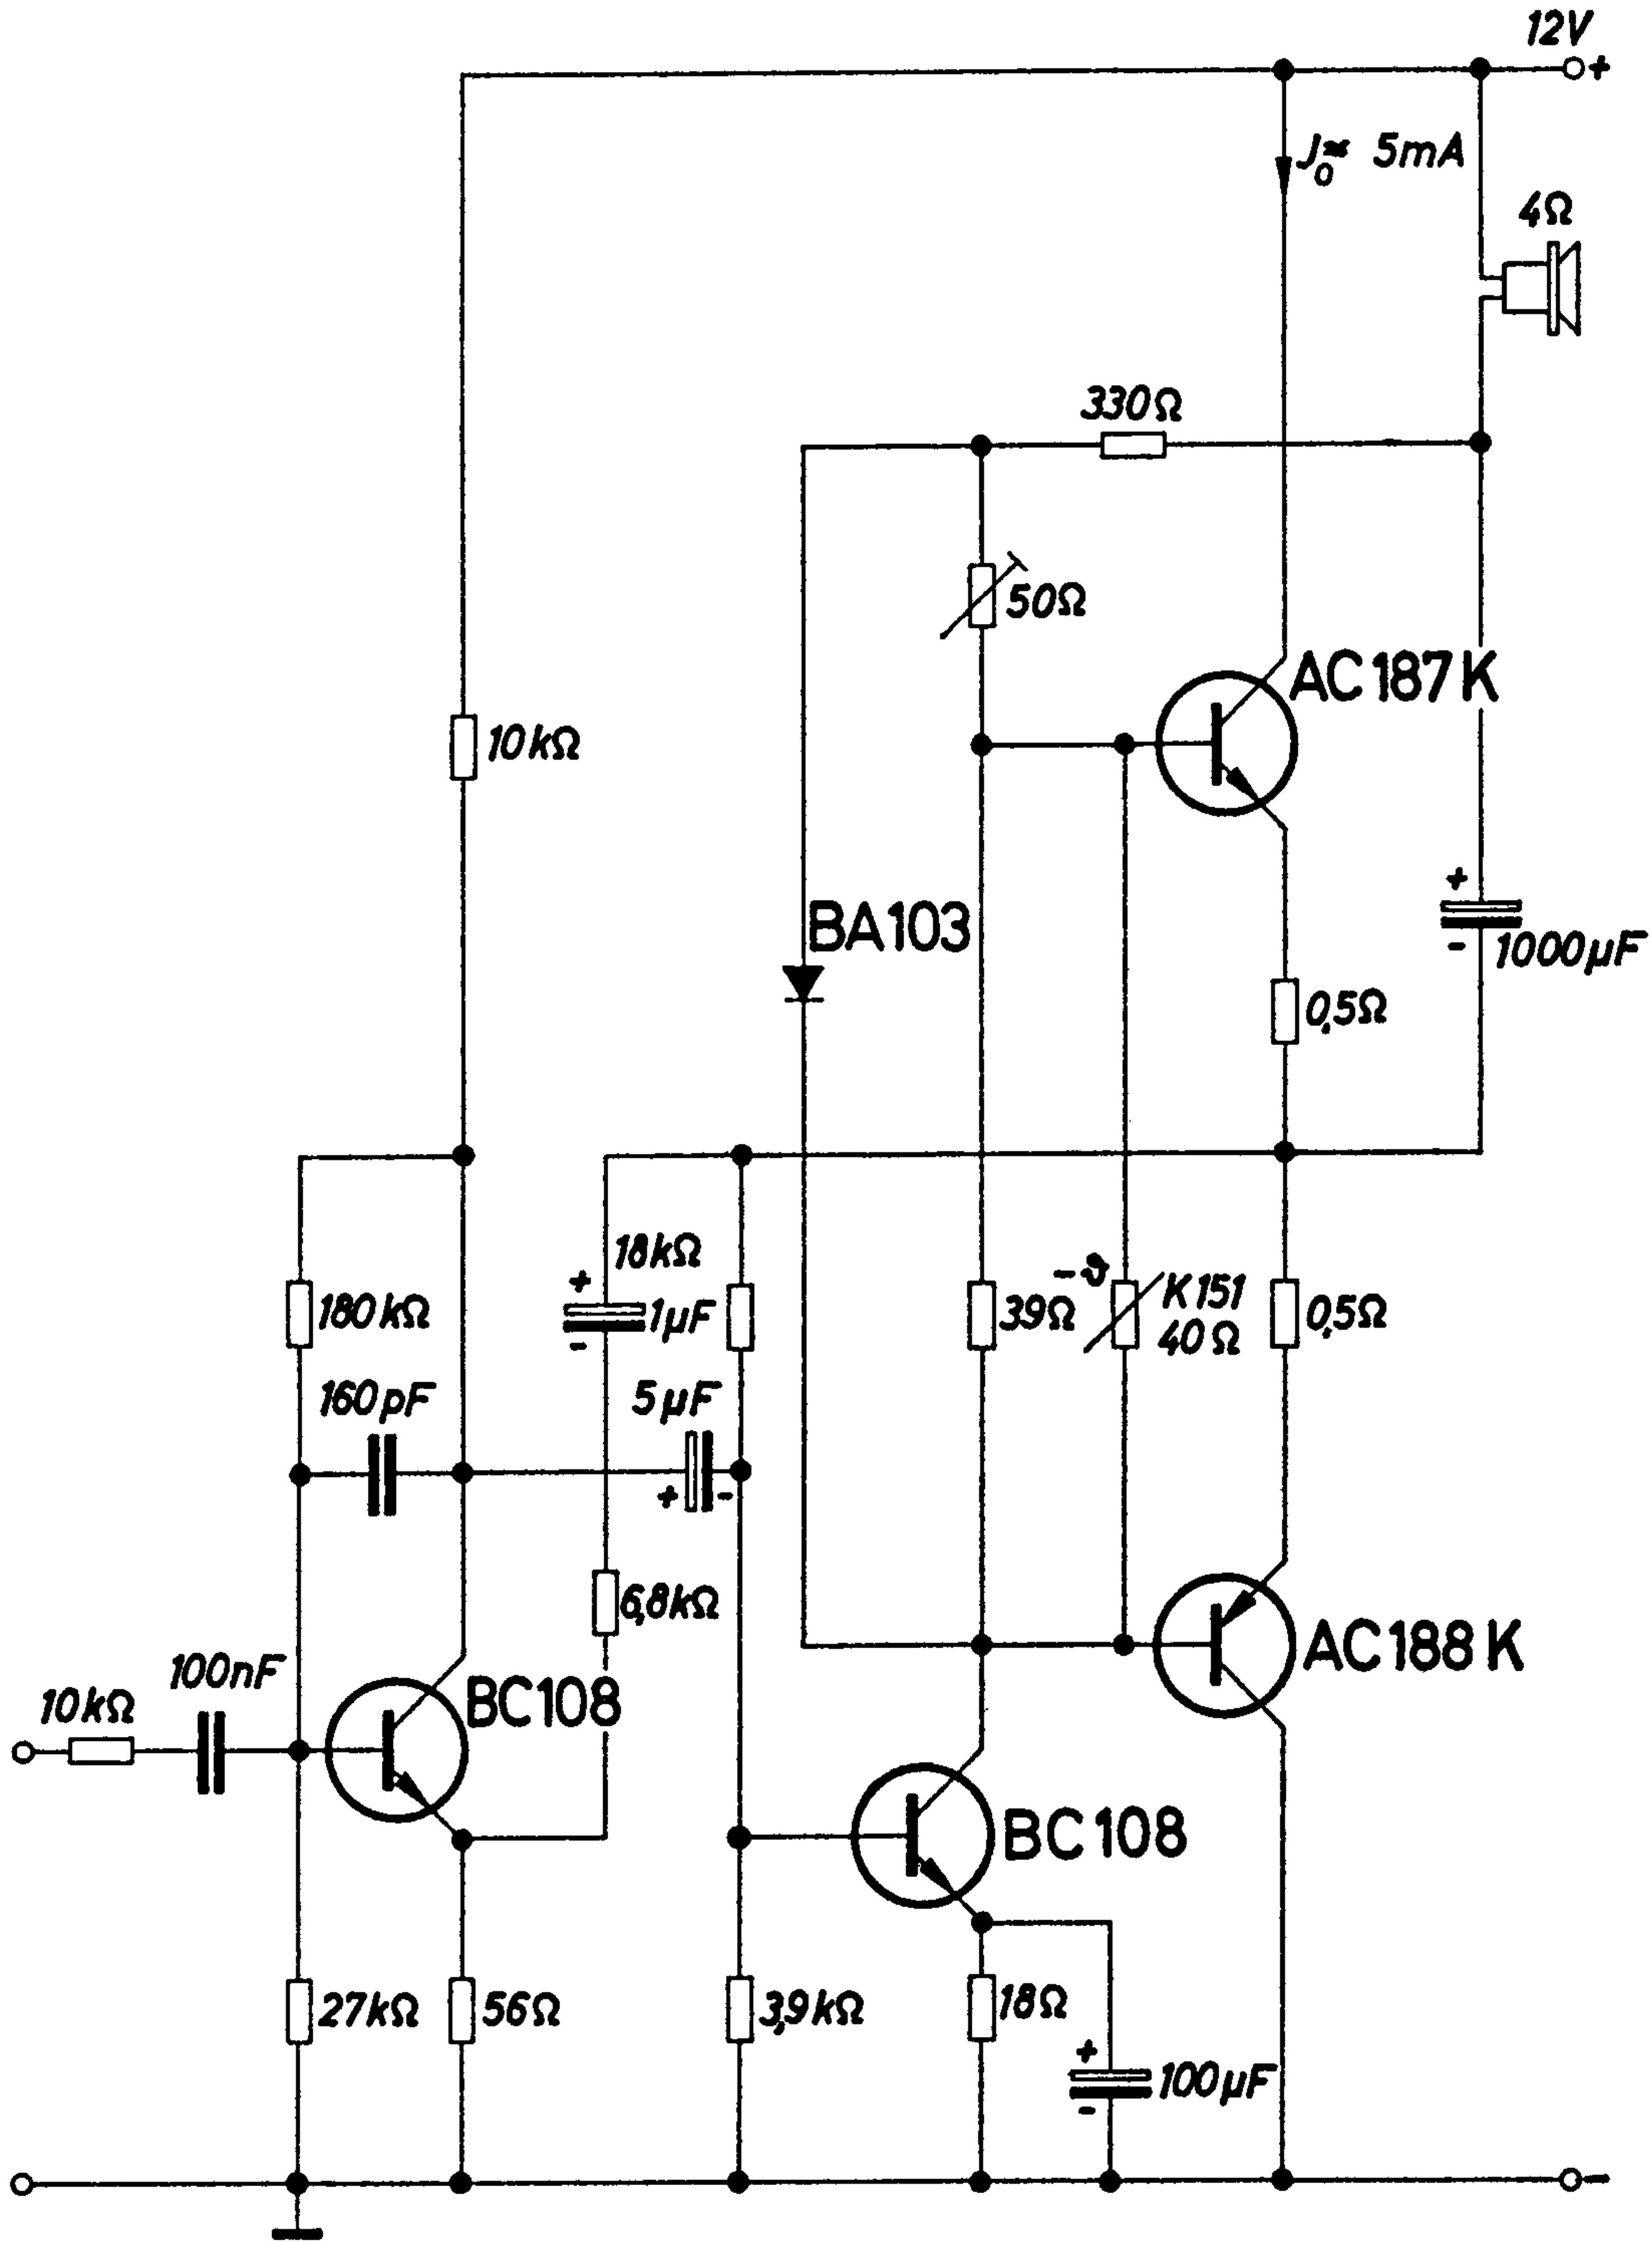 12V
+
J₀ ≈ 5mA
4Ω
330Ω
50Ω
AC187K
10kΩ
BA103
+
-
1000µF
0,5Ω
18kΩ
+
1µF
-
180kΩ
39Ω
-ϑ
K151
40Ω
0,5Ω
160pF
5µF
+ -
6,8kΩ
AC188K
100nF
10kΩ
BC108
BC108
27kΩ
56Ω
3,9kΩ
18Ω
+
100µF
-
-